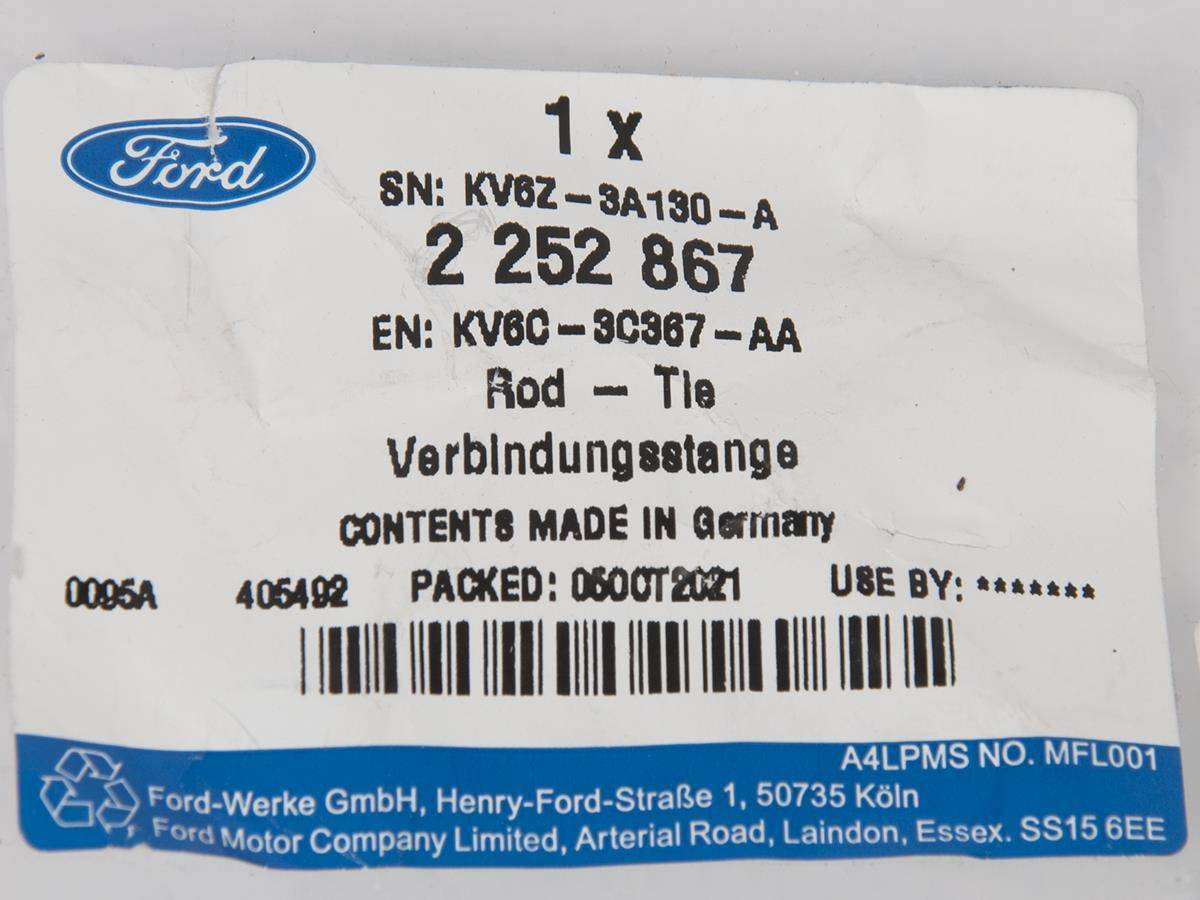 Ford
1 x
SN: KV6Z-3A130-A
2 252 867
EN: KV6C-3C367-AA
Rod - Tie
Verbindungsstange
CONTENTS MADE IN Germany
0095A 405492 PACKED: 05OCT2021 USE BY: *******
A4LPMS NO. MFL001
Ford-Werke GmbH, Henry-Ford-Straße 1, 50735 Köln
Ford Motor Company Limited, Arterial Road, Laindon, Essex. SS15 6EE